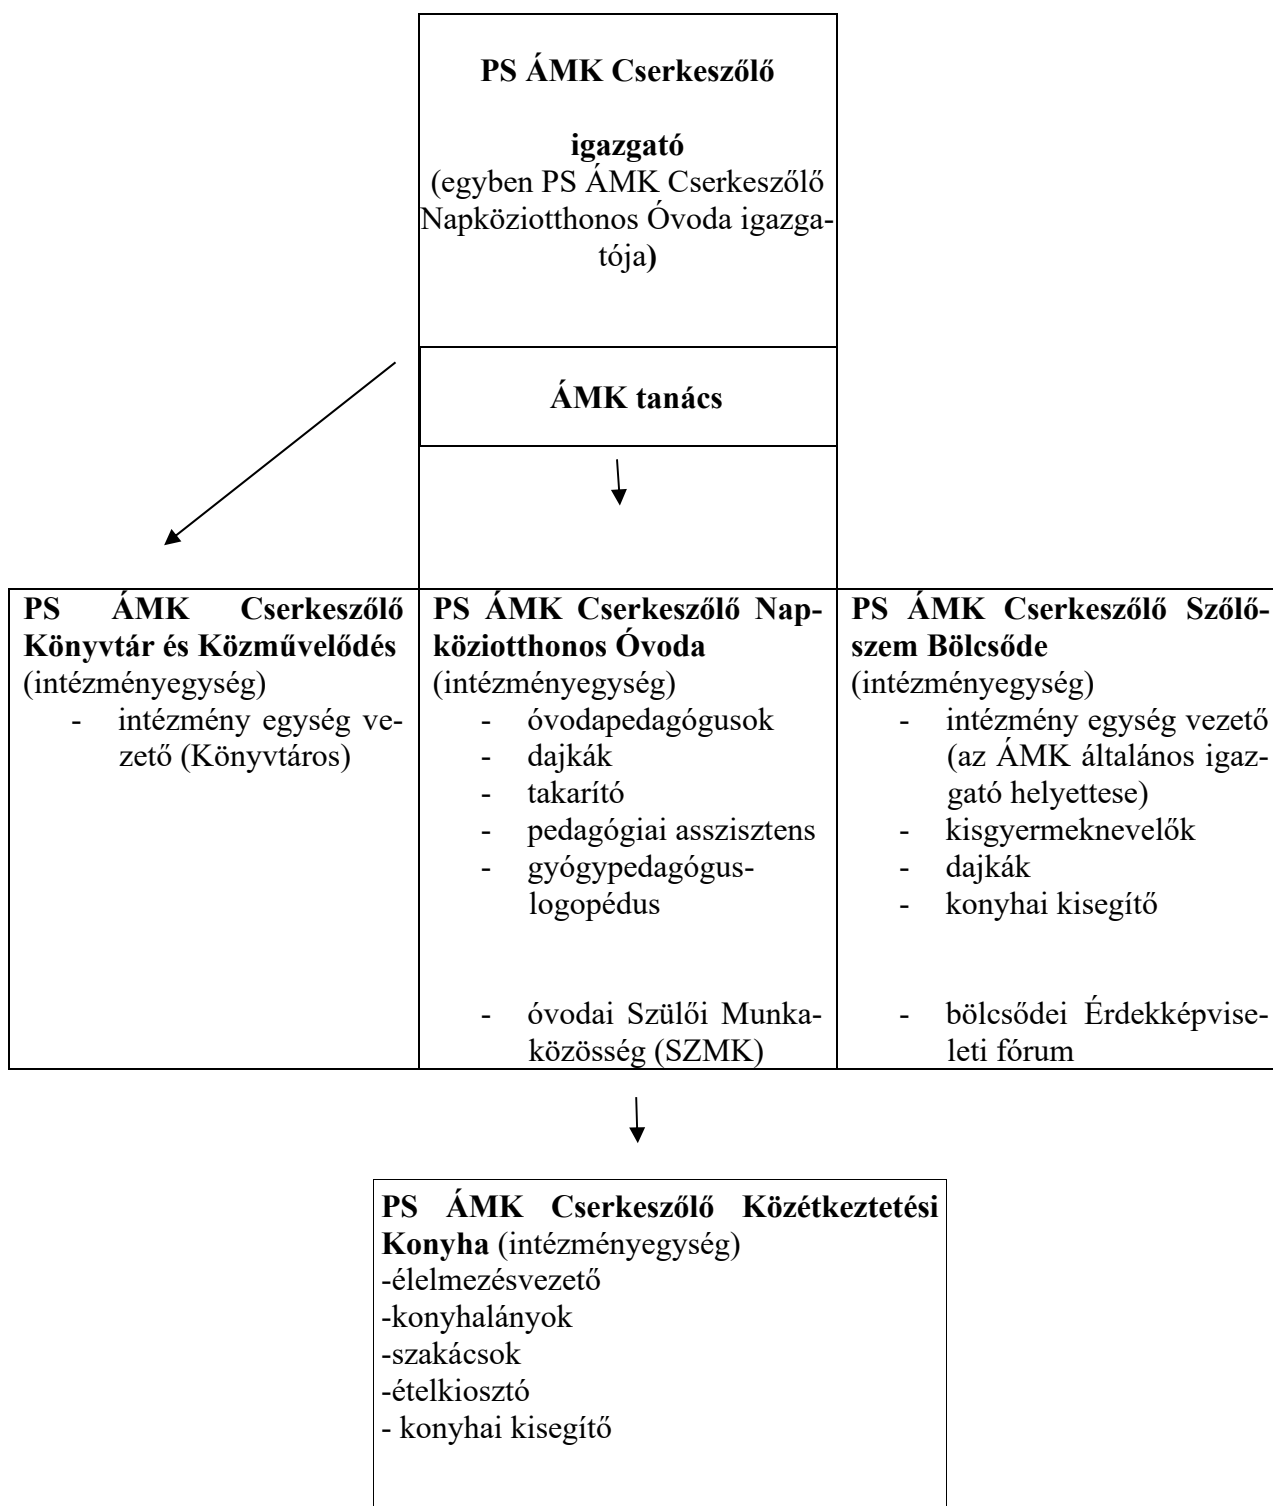 PS ÁMK Cserkeszőlő
igazgató
(egyben PS ÁMK Cserkeszőlő
Napköziotthonos Óvoda igazga-
tója)
ÁMK tanács
PS ÁMK Cserkeszőlő
Könyvtár és Közművelődés
(intézményegység)
- intézmény egység ve-
zető (Könyvtáros)
PS ÁMK Cserkeszőlő Nap-
köziotthonos Óvoda
(intézményegység)
- óvodapedagógusok
- dajkák
- takarító
- pedagógiai asszisztens
- gyógypedagógus-
logopédus
- óvodai Szülői Munka-
közösség (SZMK)
PS ÁMK Cserkeszőlő Szőlő-
szem Bölcsőde
(intézményegység)
- intézmény egység vezető
(az ÁMK általános igaz-
gató helyettese)
- kisgyermeknevelők
- dajkák
- konyhai kisegítő
- bölcsődei Érdekképvise-
leti fórum
PS ÁMK Cserkeszőlő Közétkeztetési
Konyha (intézményegység)
-élelmezésvezető
-konyhalányok
-szakácsok
-ételkiosztó
- konyhai kisegítő